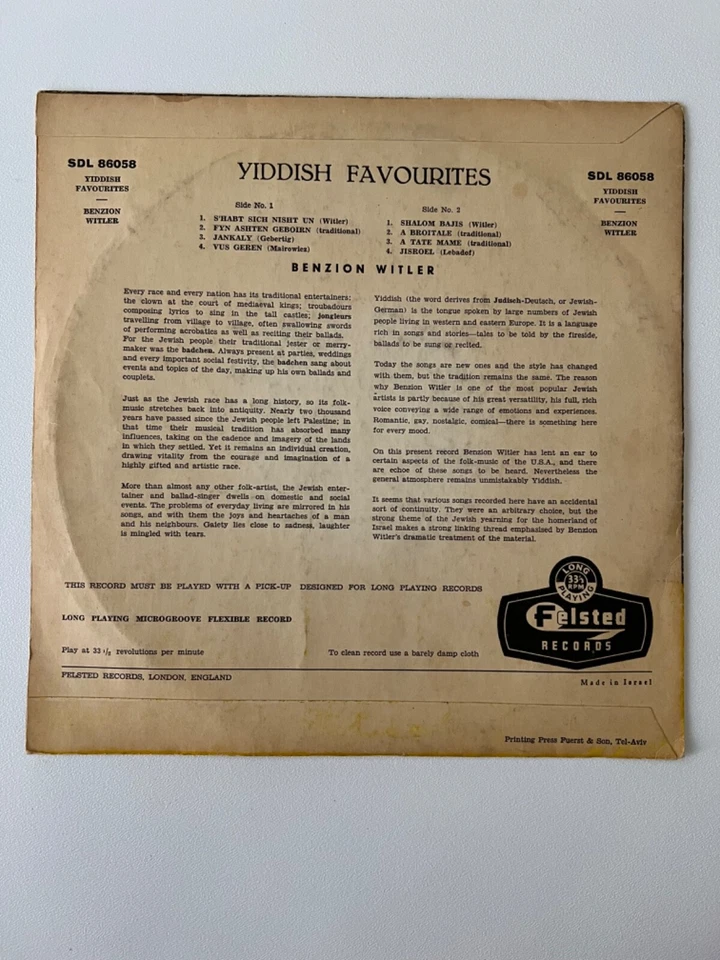 SDL 86058
YIDDISH
FAVOURITES
—
BENZION
WITLER
YIDDISH FAVOURITES
SDL 86058
YIDDISH
FAVOURITES
—
BENZION
WITLER
Side No. 1
1. S'HABT SICH NISHT UN (Witler)
2. FYN ASHTEN GEBOIRN (traditional)
3. JANKALY (Gebertig)
4. VUS GEREN (Mairowiez)
Side No. 2
1. SHALOM BAJIS (Witler)
2. A BROITALE (traditional)
3. A TATE MAME (traditional)
4. JISROEL (Lebadef)
BENZION WITLER
Every race and every nation has its traditional entertainers:
the clown at the court of mediaeval kings; troubadours
composing lyrics to sing in the tall castles; jongleurs
travelling from village to village, often swallowing swords
of performing acrobatics as well as reciting their ballads.
For the Jewish people their traditional jester or merry-
maker was the badchen. Always present at parties, weddings
and every important social festivity, the badchen sang about
events and topics of the day, making up his own ballads and
couplets.
Just as the Jewish race has a long history, so its folk-
music stretches back into antiquity. Nearly two thousand
years have passed since the Jewish people left Palestine; in
that time their musical tradition has absorbed many
influences, taking on the cadence and imagery of the lands
in which they settled. Yet it remains an individual creation,
drawing vitality from the courage and imagination of a
highly gifted and artistic race.
More than almost any other folk-artist, the Jewish enter-
tainer and ballad-singer dwells on domestic and social
events. The problems of everyday living are mirrored in his
songs, and with them the joys and heartaches of a man
and his neighbours. Gaiety lies close to sadness, laughter
is mingled with tears.
Yiddish (the word derives from Judisch-Deutsch, or Jewish-
German) is the tongue spoken by large numbers of Jewish
people living in western and eastern Europe. It is a language
rich in songs and stories—tales to be told by the fireside,
ballads to be sung or recited.
Today the songs are new ones and the style has changed
with them, but the tradition remains the same. The reason
why Benzion Witler is one of the most popular Jewish
artists is partly because of his great versatility, his full, rich
voice conveying a wide range of emotions and experiences.
Romantic, gay, nostalgic, comical—there is something here
for every mood.
On this present record Benzion Witler has lent an ear to
certain aspects of the folk-music of the U.S.A., and there
are echoe of these songs to be heard. Nevertheless the
general atmosphere remains unmistakably Yiddish.
It seems that various songs recorded here have an accidental
sort of continuity. They were an arbitrary choice, but the
strong theme of the Jewish yearning for the homeland of
Israel makes a strong linking thread emphasised by Benzion
Witler's dramatic treatment of the material.
THIS RECORD MUST BE PLAYED WITH A PICK-UP DESIGNED FOR LONG PLAYING RECORDS
LONG PLAYING MICROGROOVE FLEXIBLE RECORD
Play at 33 1/3 revolutions per minute
To clean record use a barely damp cloth
LONG
33⅓
RPM
PLAYING
Felsted
RECORDS
FELSTED RECORDS, LONDON, ENGLAND
Made in Israel
Printing Press Fuerst & Son, Tel-Aviv